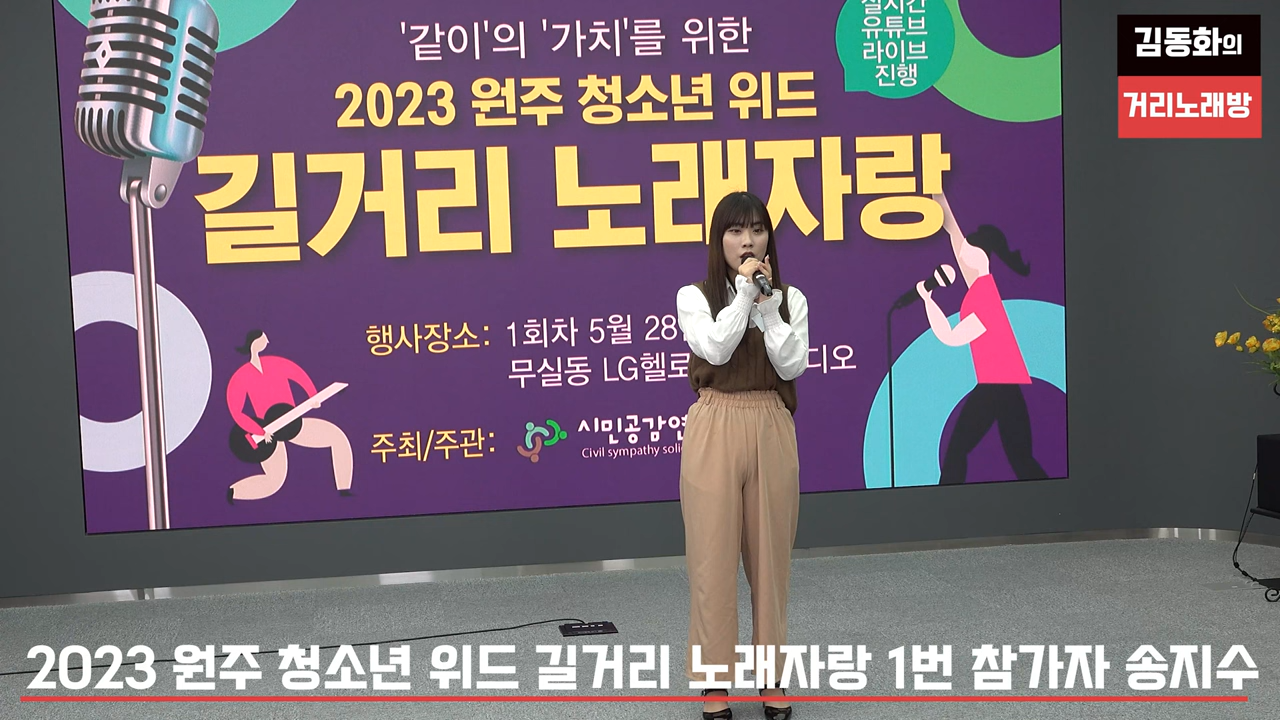 실시간
유튜브
라이브
진행
'같이'의 '가치'를 위한
2023 원주 청소년 위드
길거리 노래자랑
행사장소: 1회차 5월 28
무실동 LG헬로 디오
주최/주관: 시민공감연
Civil sympathy soli
김동화의
거리노래방
2023 원주 청소년 위드 길거리 노래자랑 1번 참가자 송지수